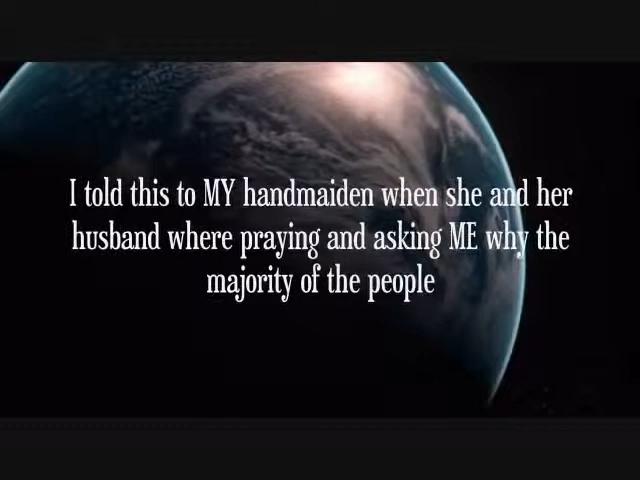 I told this to MY handmaiden when she and her
husband where praying and asking ME why the
majority of the people